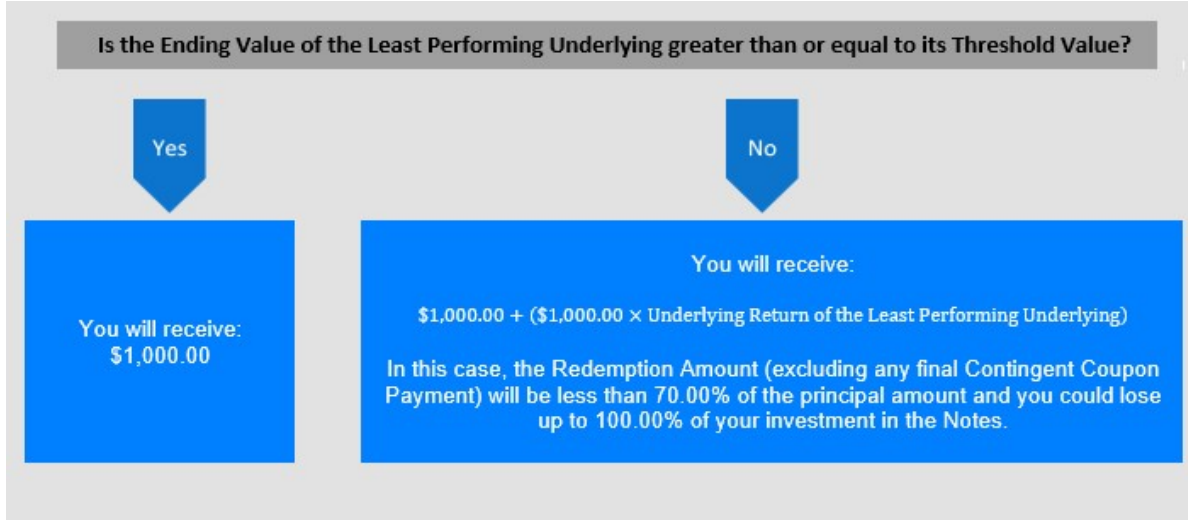 Is the Ending Value of the Least Performing Underlying greater than or equal to its Threshold Value?
Yes
No
You will receive:
$1,000.00
You will receive:
$1,000.00 + ($1,000.00 × Underlying Return of the Least Performing Underlying)
In this case, the Redemption Amount (excluding any final Contingent Coupon
Payment) will be less than 70.00% of the principal amount and you could lose
up to 100.00% of your investment in the Notes.